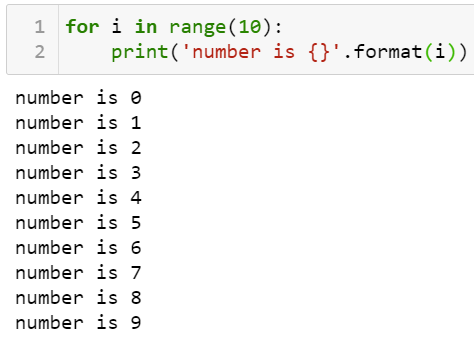 1 for i in range(10):
2     print('number is {}'.format(i))
number is 0
number is 1
number is 2
number is 3
number is 4
number is 5
number is 6
number is 7
number is 8
number is 9